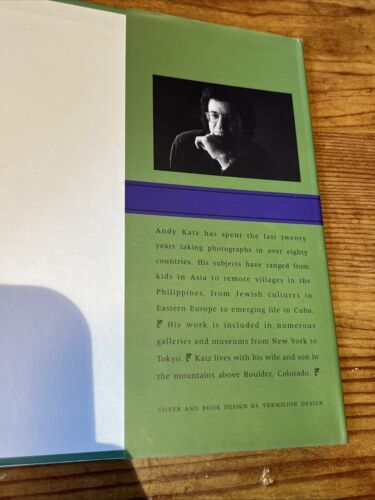 Andy Katz has spent the last twenty
years taking photographs in over eighty
countries. His subjects have ranged from
kids in Asia to remote villages in the
Philippines, from Jewish cultures in
Eastern Europe to emerging life in Cuba.
His work is included in numerous
galleries and museums from New York to
Tokyo. Katz lives with his wife and son in
the mountains above Boulder, Colorado.
COVER AND BOOK DESIGN BY VERMILION DESIGN